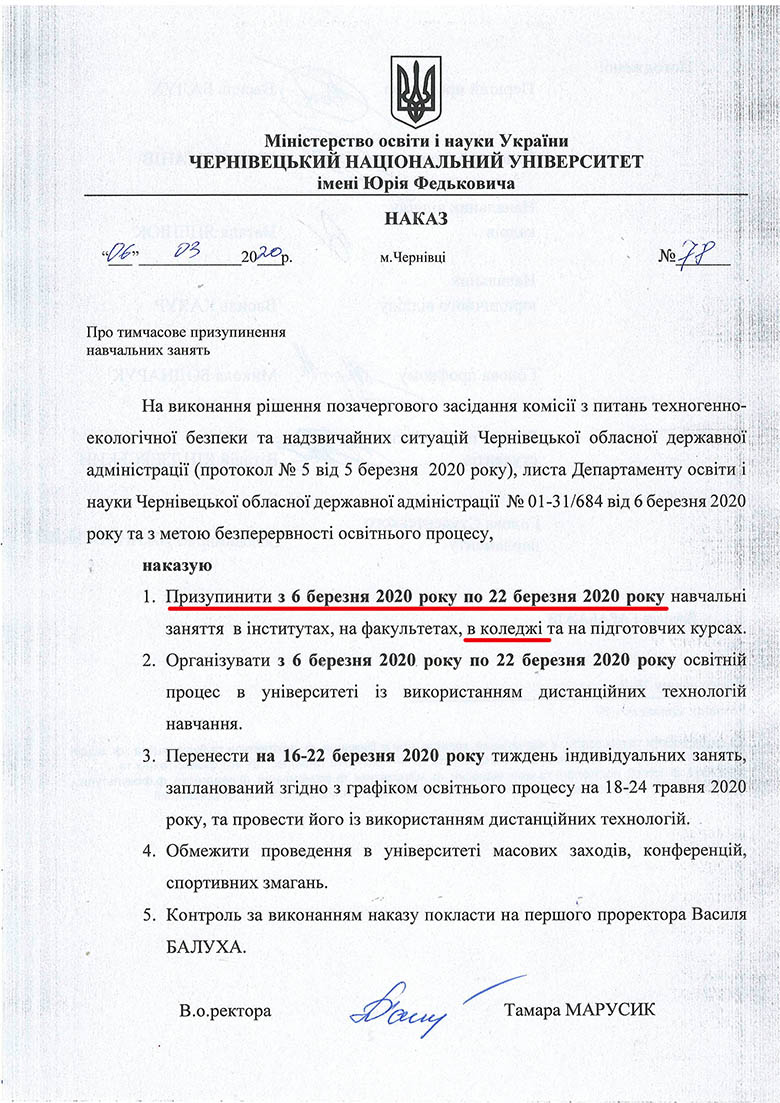 Міністерство освіти і науки України
ЧЕРНІВЕЦЬКИЙ НАЦІОНАЛЬНИЙ УНІВЕРСИТЕТ
імені Юрія Федьковича
НАКАЗ
“06” 03 2020р. м.Чернівці №78
Про тимчасове призупинення
навчальних занять
На виконання рішення позачергового засідання комісії з питань техногенно-
екологічної безпеки та надзвичайних ситуацій Чернівецької обласної державної
адміністрації (протокол № 5 від 5 березня 2020 року), листа Департаменту освіти і
науки Чернівецької обласної державної адміністрації № 01-31/684 від 6 березня 2020
року та з метою безперервності освітнього процесу,
наказую
1. Призупинити з 6 березня 2020 року по 22 березня 2020 року навчальні
заняття в інститутах, на факультетах, в коледжі та на підготовчих курсах.
2. Організувати з 6 березня 2020 року по 22 березня 2020 року освітній
процес в університеті із використанням дистанційних технологій
навчання.
3. Перенести на 16-22 березня 2020 року тиждень індивідуальних занять,
запланований згідно з графіком освітнього процесу на 18-24 травня 2020
року, та провести його із використанням дистанційних технологій.
4. Обмежити проведення в університеті масових заходів, конференцій,
спортивних змагань.
5. Контроль за виконанням наказу покласти на першого проректора Василя
БАЛУХА.
В.о.ректора Тамара МАРУСИК